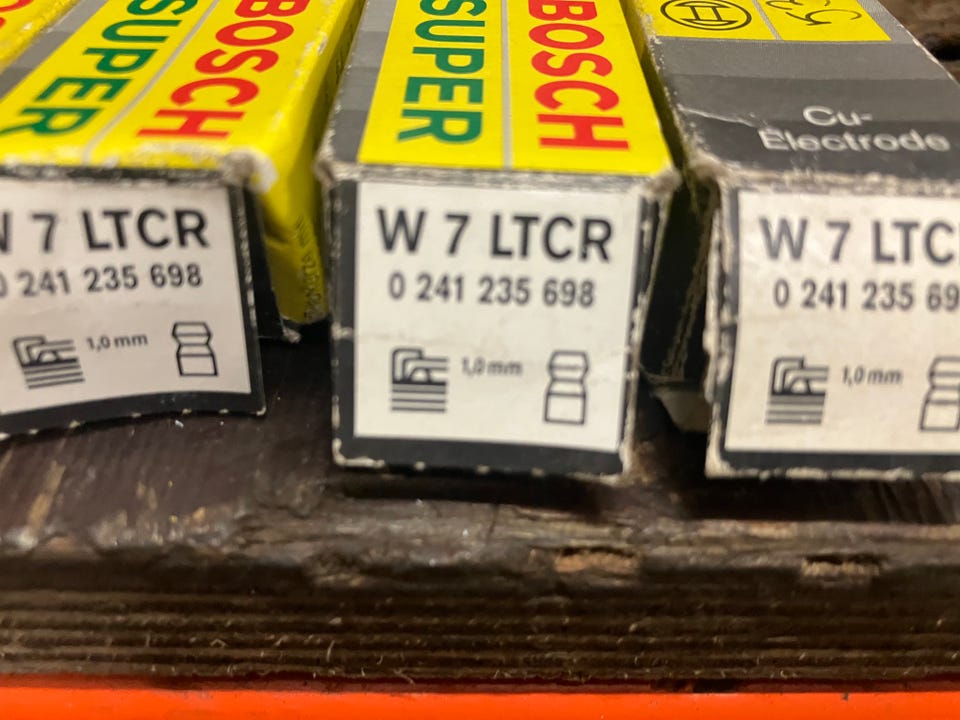 SUPER
BOSCH
SUPER
BOSCH
Cu-
Electrode
W 7 LTCR
0 241 235 698
1,0 mm
W 7 LTCR
0 241 235 698
1,0 mm
W 7 LTC
0 241 235 69
1,0 mm